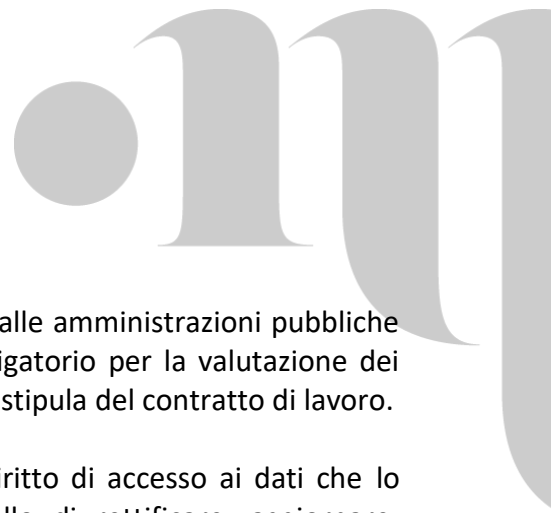 alle amministrazioni pubbliche
igatorio per la valutazione dei
stipula del contratto di lavoro.
iritto di accesso ai dati che lo